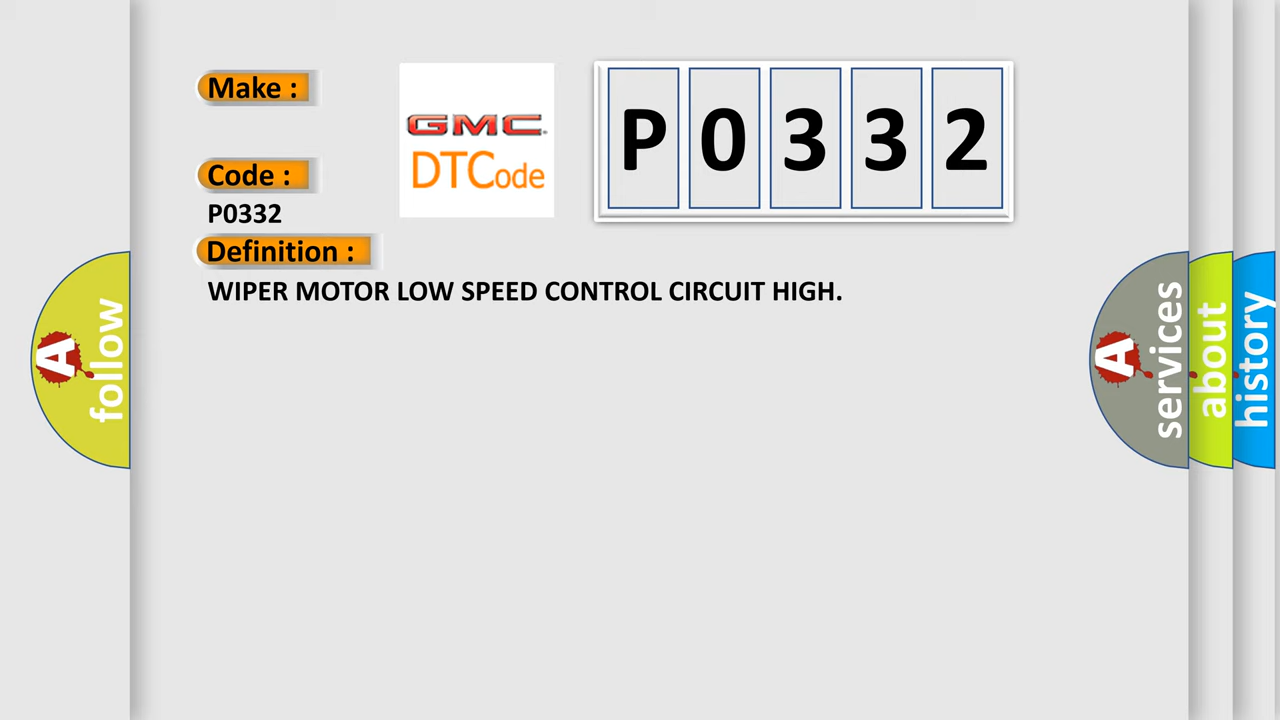 Make :
GMC
DTCode
P0332
Code :
P0332
Definition :
WIPER MOTOR LOW SPEED CONTROL CIRCUIT HIGH.
A follow
A services
about
history